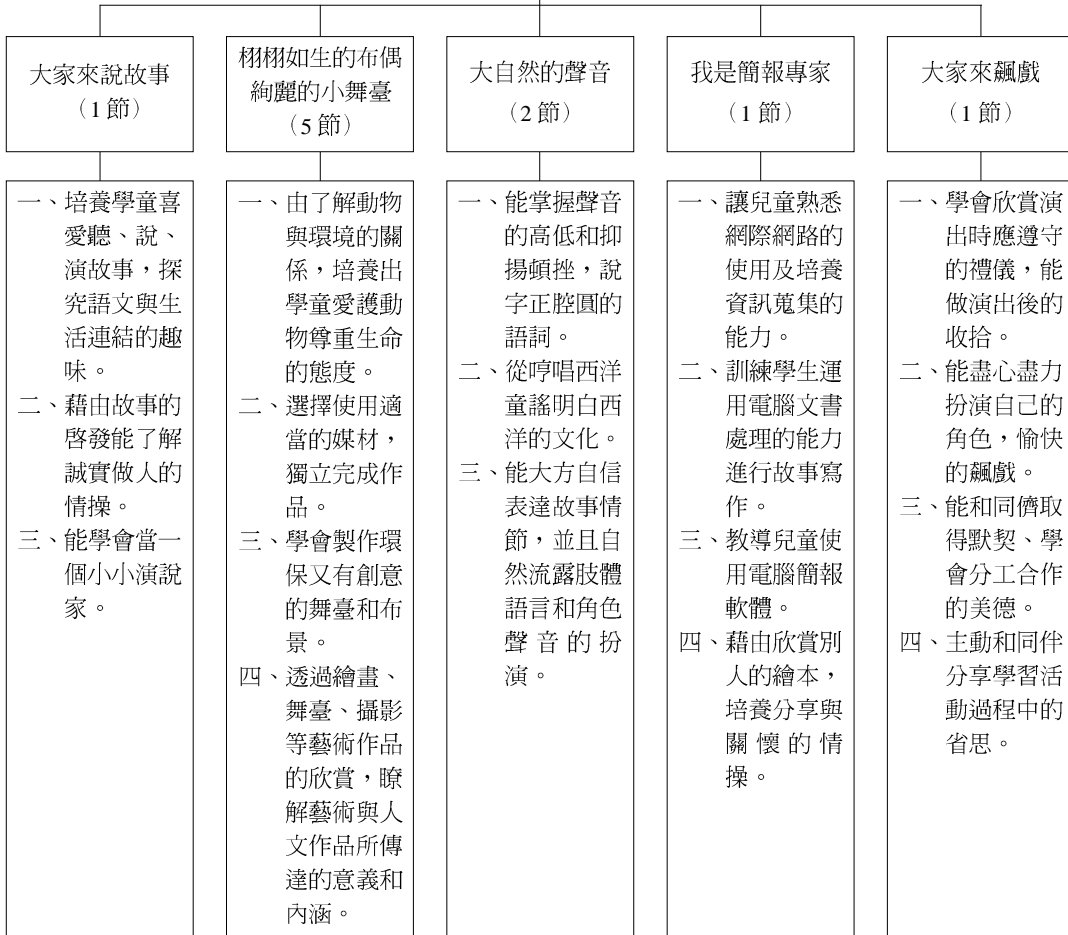 大家來說故事
（1 節）
栩栩如生的布偶
絢麗的小舞臺
（5 節）
大自然的聲音
（2 節）
我是簡報專家
（1 節）
大家來飆戲
（1 節）
一、培養學童喜
愛聽、說、
演故事，探
究語文與生
活連結的趣
味。
二、藉由故事的
啓發能了解
誠實做人的
情操。
三、能學會當一
個小小演說
家。
一、由了解動物
與環境的關
係，培養出
學童愛護動
物尊重生命
的態度。
二、選擇使用適
當的媒材，
獨立完成作
品。
三、學會製作環
保又有創意
的舞臺和布
景。
四、透過繪畫、
舞臺、攝影
等藝術作品
的欣賞，瞭
解藝術與人
文作品所傳
達的意義和
內涵。
一、能掌握聲音
的高低和抑
揚頓挫，說
字正腔圓的
語詞。
二、從哼唱西洋
童謠明白西
洋的文化。
三、能大方自信
表達故事情
節，並且自
然流露肢體
語言和角色
聲音的扮
演。
一、讓兒童熟悉
網際網路的
使用及培養
資訊蒐集的
能力。
二、訓練學生運
用電腦文書
處理的能力
進行故事寫
作。
三、教導兒童使
用電腦簡報
軟體。
四、藉由欣賞別
人的繪本，
培養分享與
關懷的情
操。
一、學會欣賞演
出時應遵守
的禮儀，能
做演出後的
收拾。
二、能盡心盡力
扮演自己的
角色，愉快
的飆戲。
三、能和同儕取
得默契、學
會分工合作
的美德。
四、主動和同伴
分享學習活
動過程中的
省思。